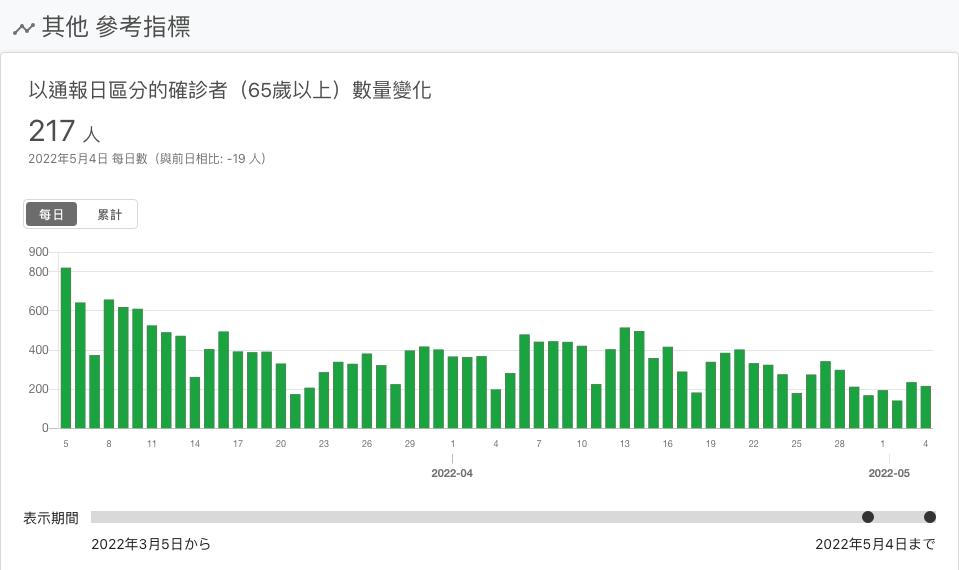 其他 參考指標
以通報日區分的確診者（65歲以上）數量變化
217 人
2022年5月4日 每日數（與前日相比: -19 人）
每日 累計
900
800
600
400
200
0
5 8 11 14 17 20 23 26 29 1 4 7 10 13 16 19 22 25 28 1 4
2022-04 2022-05
表示期間
2022年3月5日から 2022年5月4日まで